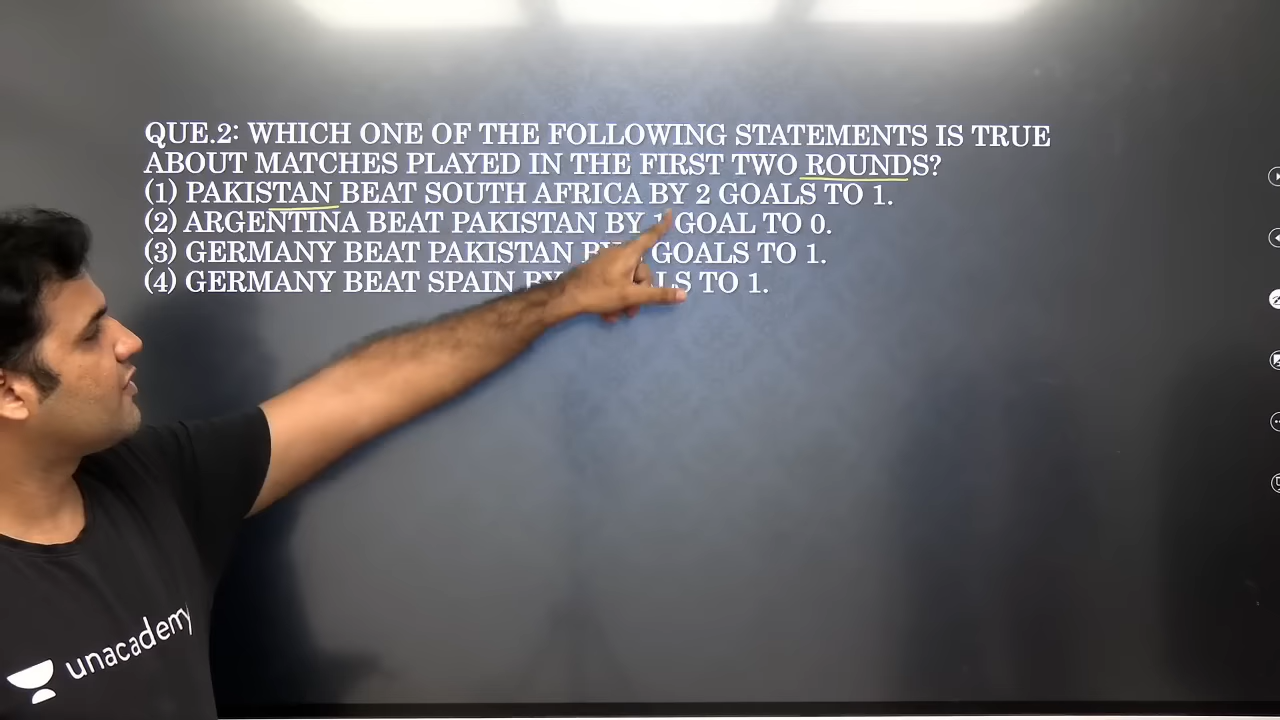 QUE.2: WHICH ONE OF THE FOLLOWING STATEMENTS IS TRUE
ABOUT MATCHES PLAYED IN THE FIRST TWO ROUNDS?
(1) PAKISTAN BEAT SOUTH AFRICA BY 2 GOALS TO 1.
(2) ARGENTINA BEAT PAKISTAN BY 1 GOAL TO 0.
(3) GERMANY BEAT PAKISTAN GOALS TO 1.
(4) GERMANY BEAT SPAIN TO 1.
unacademy